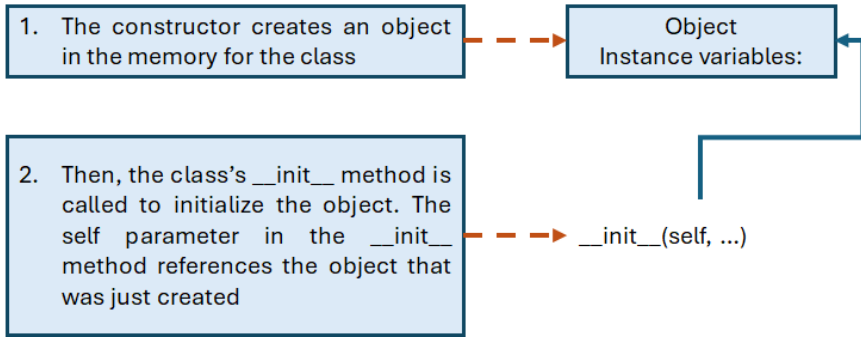 1. The constructor creates an object
in the memory for the class
Object
Instance variables:
2. Then, the class's __init__ method is
called to initialize the object. The
self parameter in the __init__
method references the object that
was just created
__init__(self, ...)